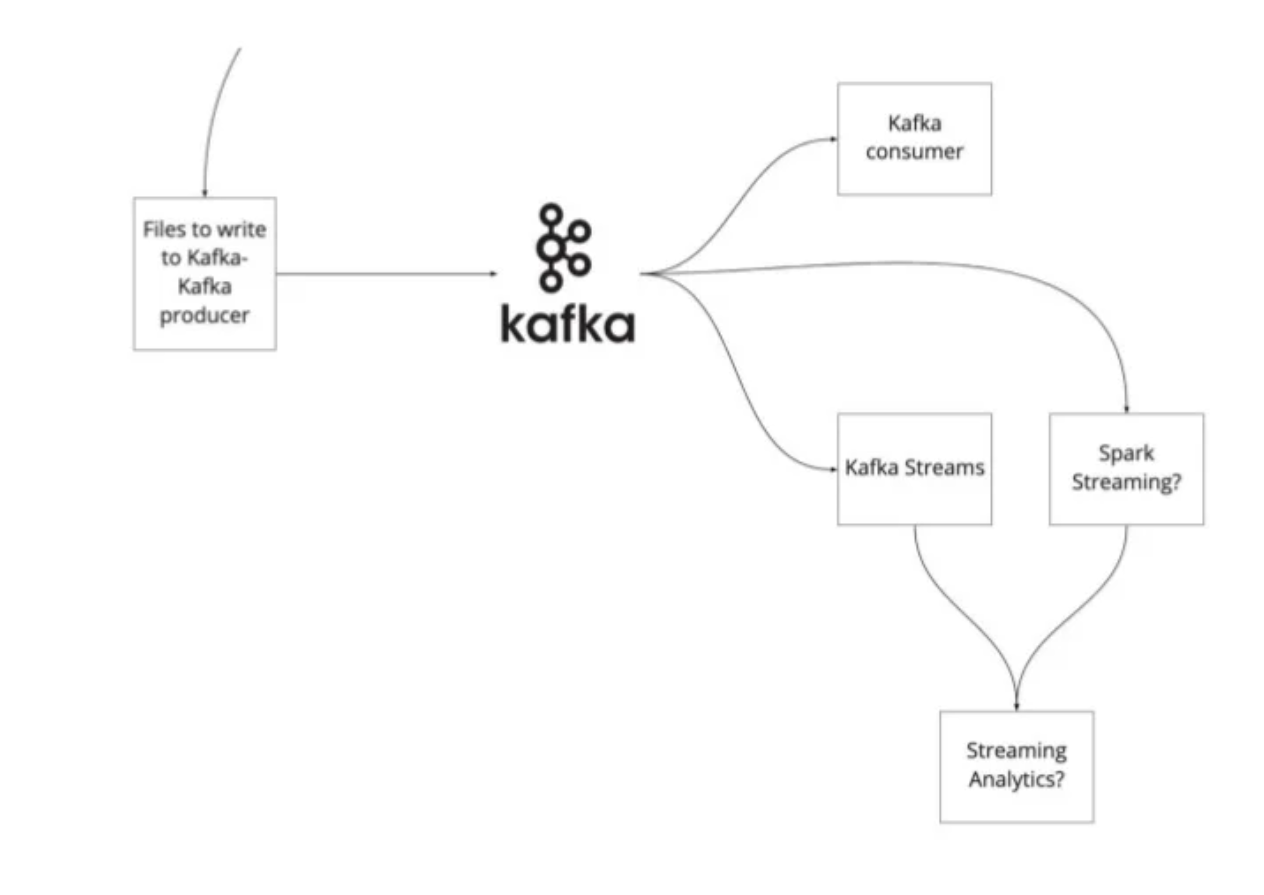 Files to write
to Kafka-
Kafka
producer
kafka
Kafka
consumer
Kafka Streams
Spark
Streaming?
Streaming
Analytics?